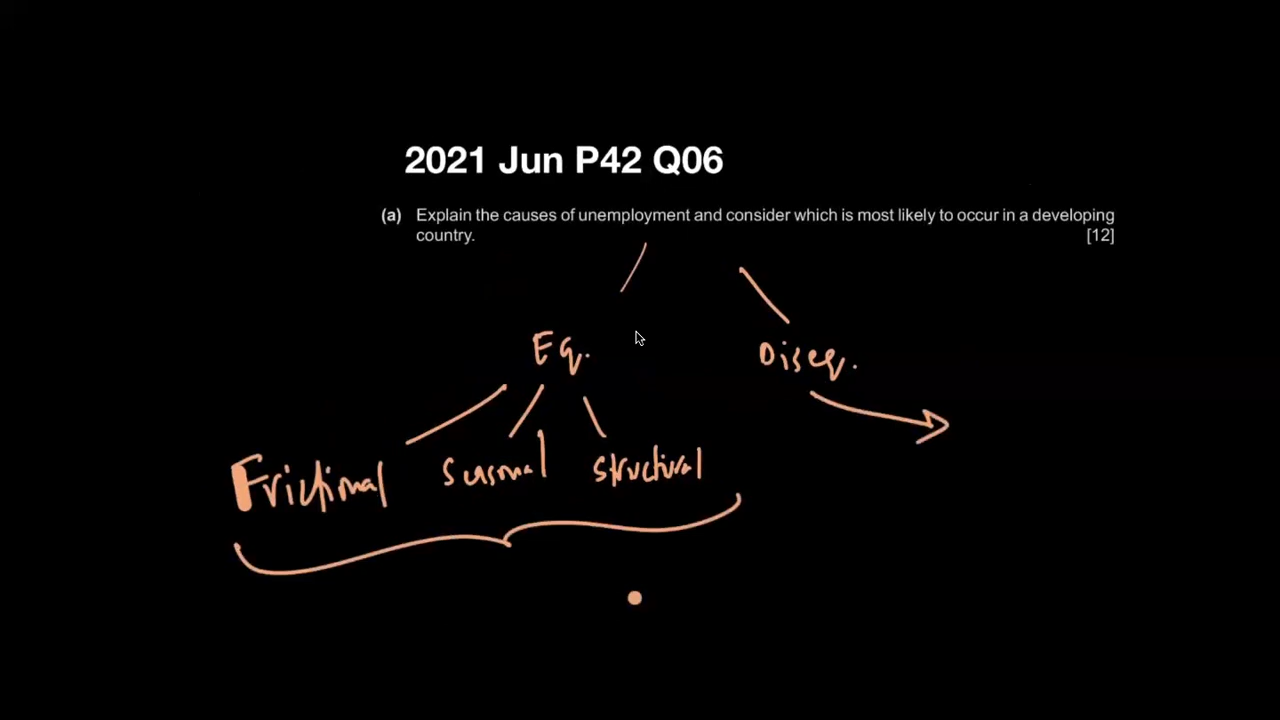 2021 Jun P42 Q06
(a) Explain the causes of unemployment and consider which is most likely to occur in a developing
country. [12]
Eq. Diseq.
Frictional Seasonal Structural